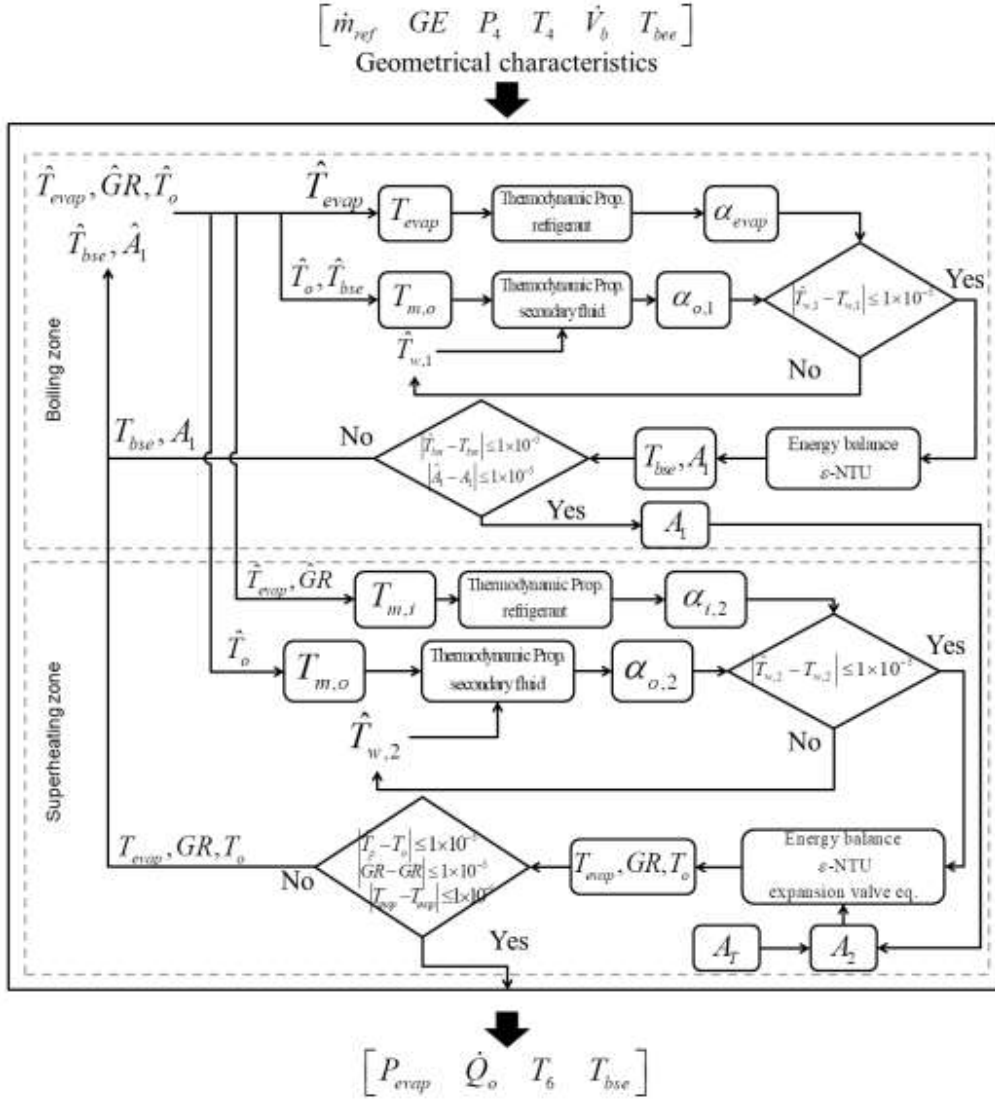 [ṁ_ref GE P_4 T_4 V̇_b T_bee]
Geometrical characteristics
Boiling zone
T̂_evap, ĜR, T̂_o
T̂_bse, Â_1
T̂_evap
T_evap
Thermodynamic Prop.
refrigeraut
α_evap
T̂_o, T̂_bse
T_m,o
Thermodynamic Prop.
secondary fluid
α_o,1
|T̂_w,1 − T_w,1| ≤ 1×10^−5
Yes
T̂_w,1
No
T_bse, A_1
No
|T̂_bse − T_bse| ≤ 1×10^−5
|Â_1 − A_1| ≤ 1×10^−5
T_bse, A_1
Energy balance
ε-NTU
Yes
A_1
Superheating zone
T̂_evap, ĜR
T_m,i
Thermodynamic Prop.
refrigeraut
α_i,2
T̂_o
T_m,o
Thermodynamic Prop.
secondary fluid
α_o,2
|T̂_w,2 − T_w,2| ≤ 1×10^−5
Yes
T̂_w,2
No
T_evap, GR, T_o
No
|T_o − T_o| ≤ 1×10^−5
|GR − GR| ≤ 1×10^−5
|T_evap − T_evap| ≤ 1×10^−5
T_evap, GR, T_o
Energy balance
ε-NTU
expansion valve eq.
Yes
A_T
A_2
[P_evap Q̇_o T_6 T_bse]